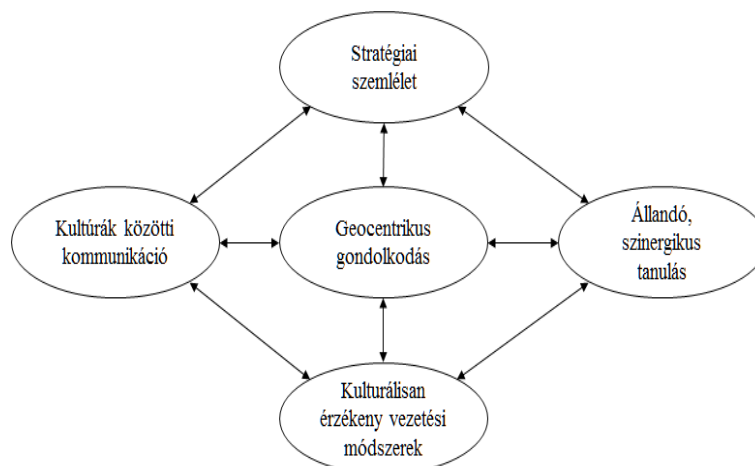 Stratégiai
szemlélet
Kultúrák közötti
kommunikáció
Geocentrikus
gondolkodás
Állandó,
szinergikus
tanulás
Kulturálisan
érzékeny vezetési
módszerek